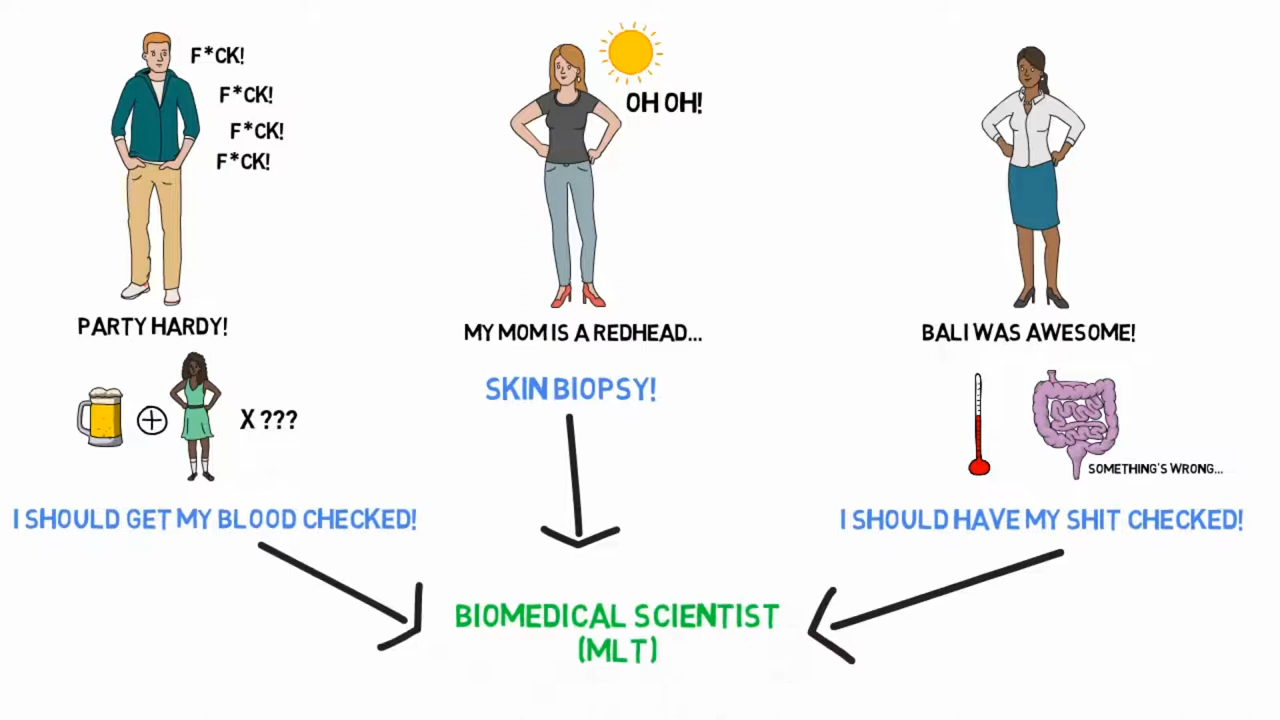 F*CK!
F*CK!
F*CK!
F*CK!
PARTY HARDY!
X ???
I SHOULD GET MY BLOOD CHECKED!
OH OH!
MY MOM IS A REDHEAD...
SKIN BIOPSY!
BALI WAS AWESOME!
SOMETHING'S WRONG...
I SHOULD HAVE MY SHIT CHECKED!
BIOMEDICAL SCIENTIST
(MLT)